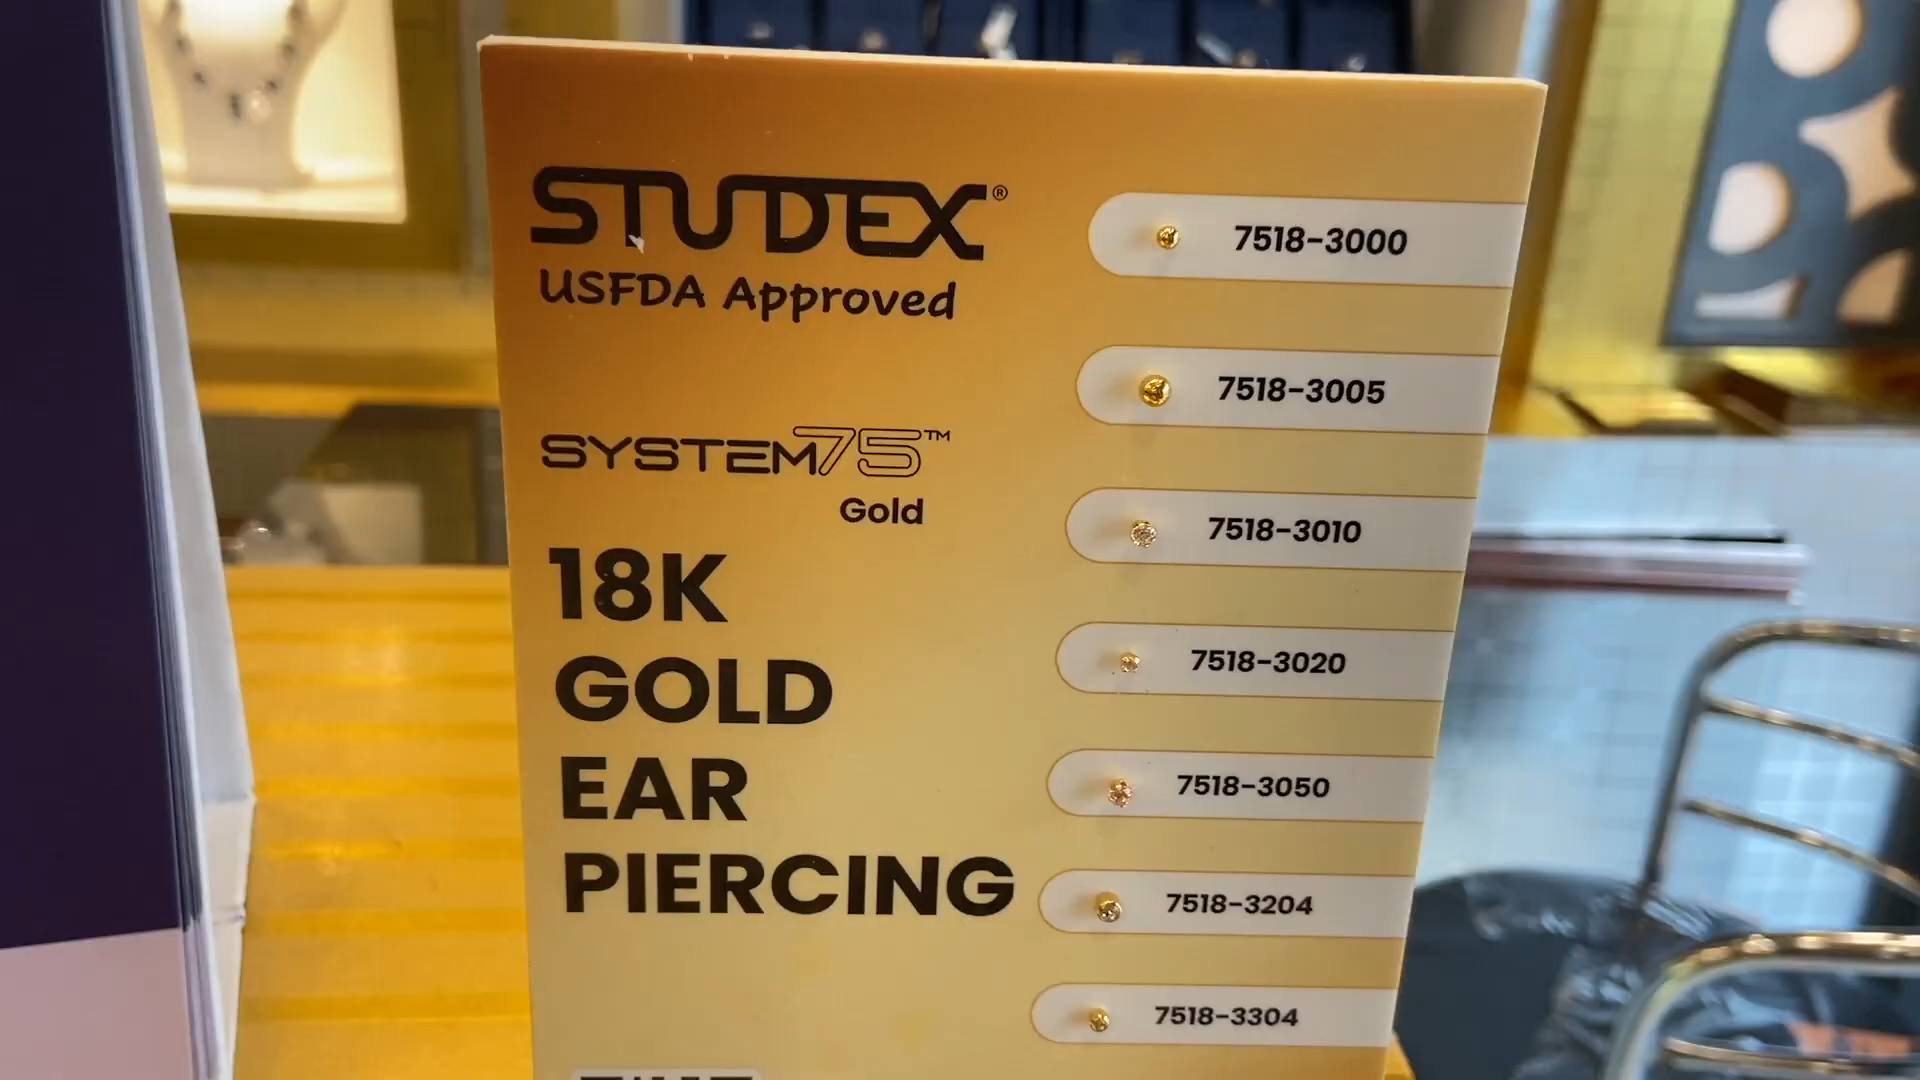 STUDEX®
USFDA Approved
SYSTEM75™
Gold
18K
GOLD
EAR
PIERCING
7518-3000
7518-3005
7518-3010
7518-3020
7518-3050
7518-3204
7518-3304